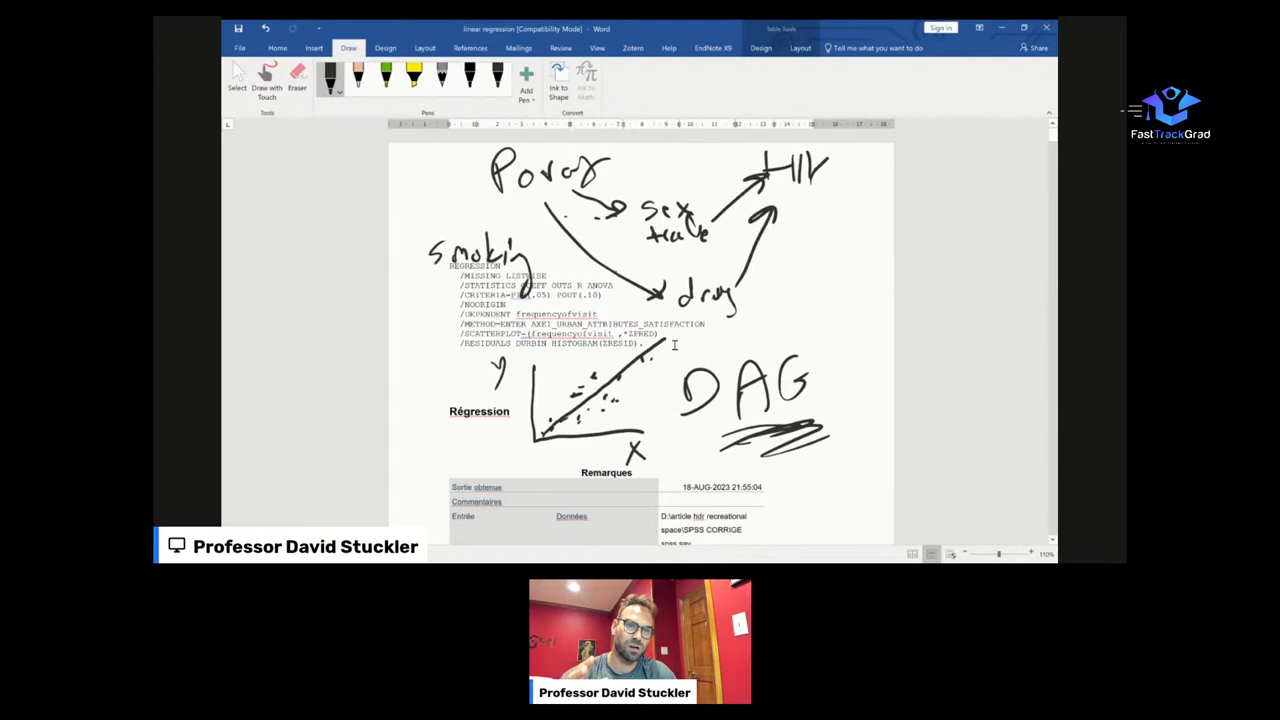 linear regression [Compatibility Mode] - Word
Table Tools
Sign in
File Home Insert Draw Design Layout References Mailings Review View Zotero Help EndNote X9 Design Layout Tell me what you want to do Share
Select
Draw with Touch
Eraser
Add Pen
Ink to Shape
Ink to Math
Tools
Pens
Convert
FastTrackGrad
HIV
sex
trade
smoking
drug
REGRESSION
/MISSING LISTWISE
/STATISTICS COEFF OUTS R ANOVA
/CRITERIA=PIN(.05) POUT(.10)
/NOORIGIN
/DEPENDENT frequencyofvisit
/METHOD=ENTER AXE1_URBAN_ATTRIBUTES_SATISFACTION
/SCATTERPLOT=(frequencyofvisit ,*ZPRED)
/RESIDUALS DURBIN HISTOGRAM(ZRESID).
y
DAG
Régression
X
Remarques
Sortie obtenue 18-AUG-2023 21:55:04
Commentaires
Entrée Données D:\article hdr recreational
space\SPSS CORRIGE
spss.sav
110%
Professor David Stuckler
Professor David Stuckler